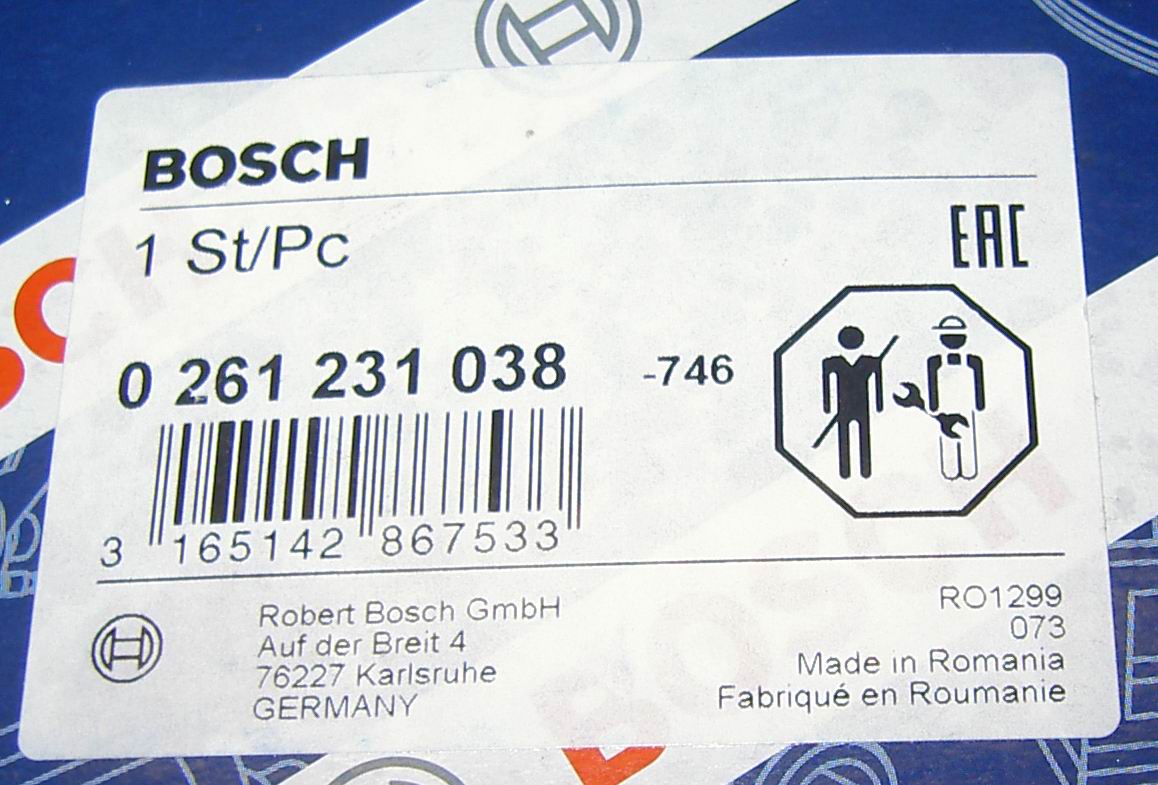 BOSCH
1 St/Pc
EAC
0 261 231 038 -746
3 165142 867533
Robert Bosch GmbH
Auf der Breit 4
76227 Karlsruhe
GERMANY
RO1299
073
Made in Romania
Fabriqué en Roumanie